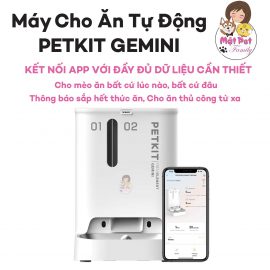 Máy Cho Ăn Tự Động
PETKIT GEMINI
Mật Pet
Family
KẾT NỐI APP VỚI ĐẦY ĐỦ DỮ LIỆU CẦN THIẾT
Cho mèo ăn bất cứ lúc nào, bất cứ đâu
Thông báo sắp hết thức ăn, Cho ăn thủ công từ xa
01 02
PETKIT